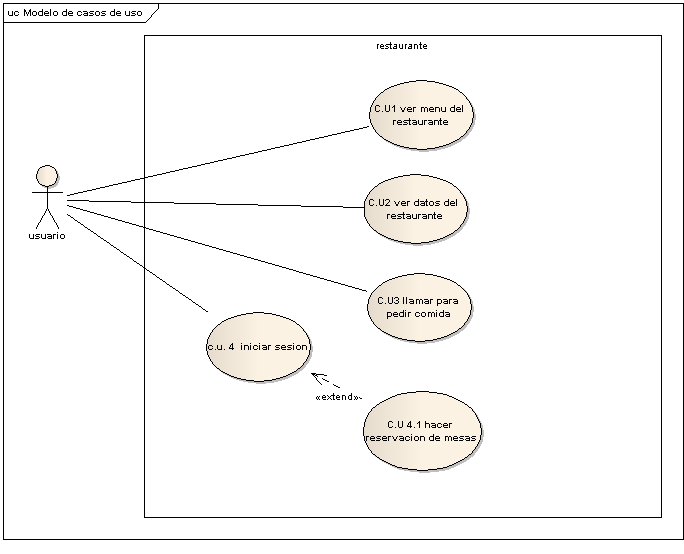 uc Modelo de casos de uso
restaurante
C.U1 ver menu del
restaurante
C.U2 ver datos del
restaurante
usuario
C.U3 llamar para
pedir comida
c.u. 4 iniciar sesion
«extend»
C.U 4.1 hacer
reservacion de mesas